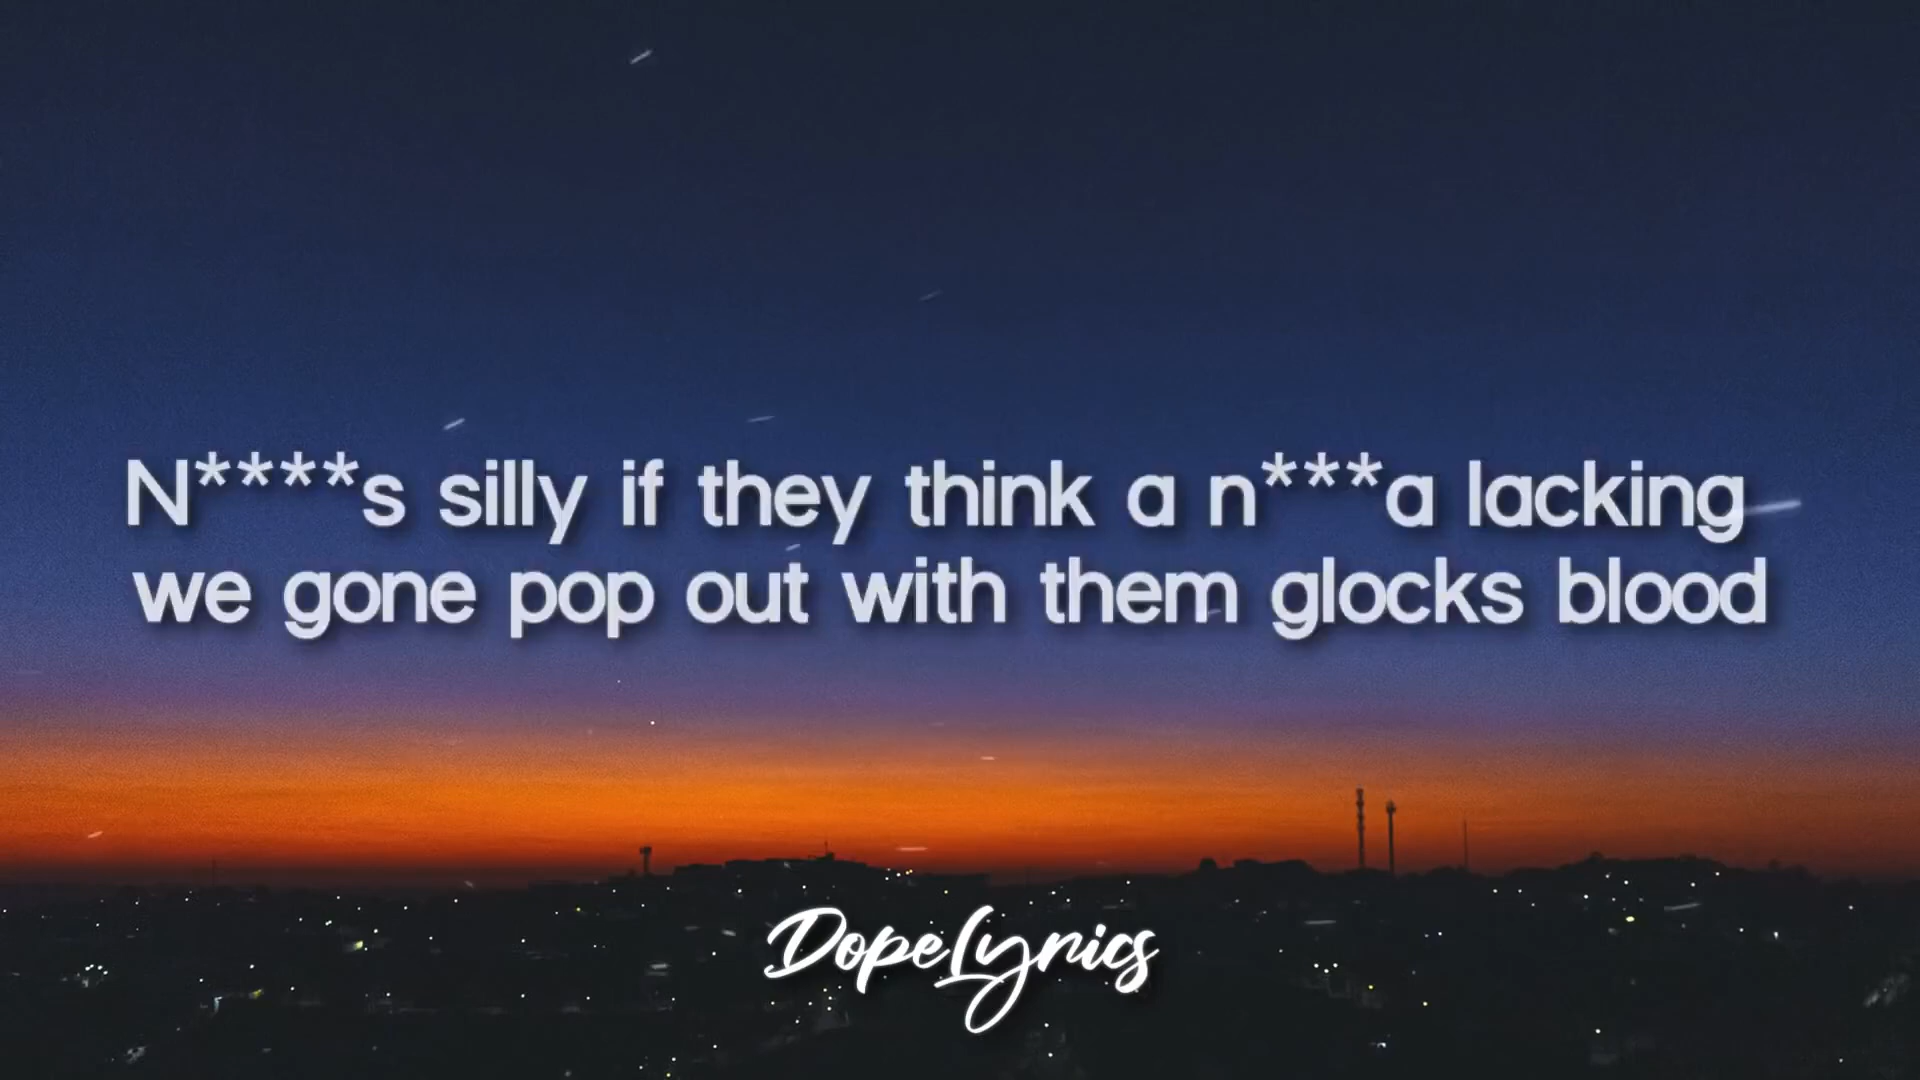 N****s silly if they think a n***a lacking
we gone pop out with them glocks blood
DopeLyrics